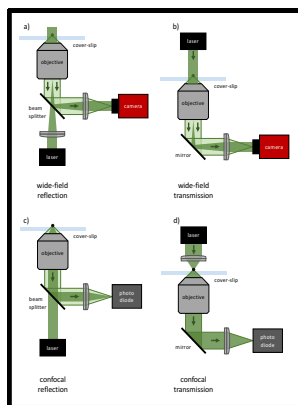 a)
cover-slip
objective
beam
splitter
camera
laser
wide-field
reflection
b)
laser
cover-slip
objective
mirror
camera
wide-field
transmission
c)
cover-slip
objective
beam
splitter
photo
diode
laser
confocal
reflection
d)
laser
cover-slip
objective
mirror
photo
diode
confocal
transmission